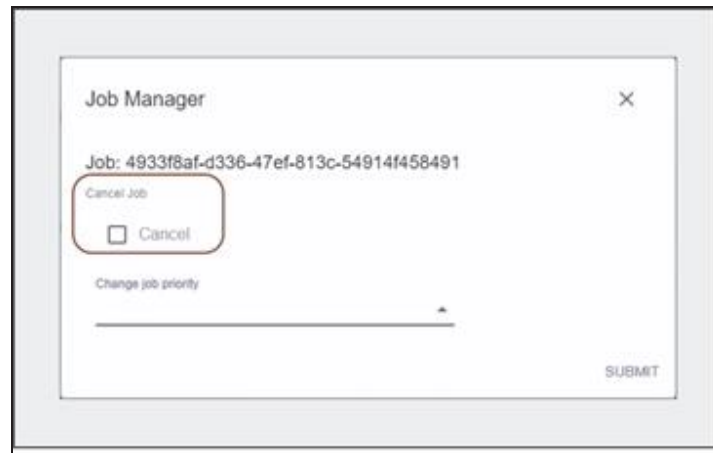 Job Manager
Job: 4933f8af-d336-47ef-813c-54914f458491
Cancel Job
Cancel
Change job priority
SUBMIT